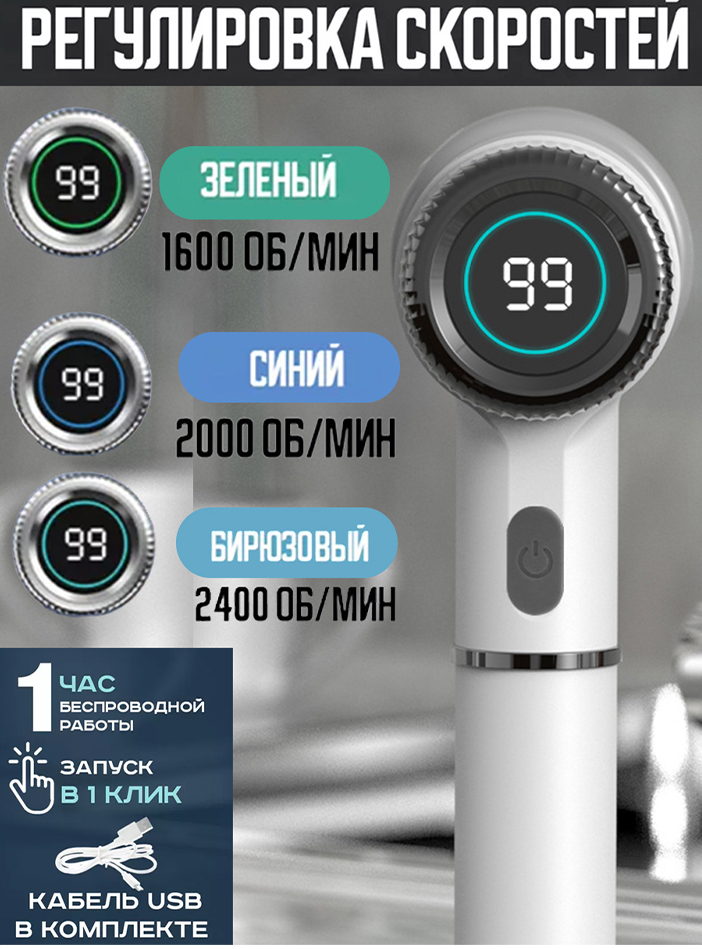 РЕГУЛИРОВКА СКОРОСТЕЙ
99
ЗЕЛЕНЫЙ
1600 ОБ/МИН
99
99
СИНИЙ
2000 ОБ/МИН
99
БИРЮЗОВЫЙ
2400 ОБ/МИН
1 ЧАС
БЕСПРОВОДНОЙ
РАБОТЫ
ЗАПУСК
В 1 КЛИК
КАБЕЛЬ USB
В КОМПЛЕКТЕ